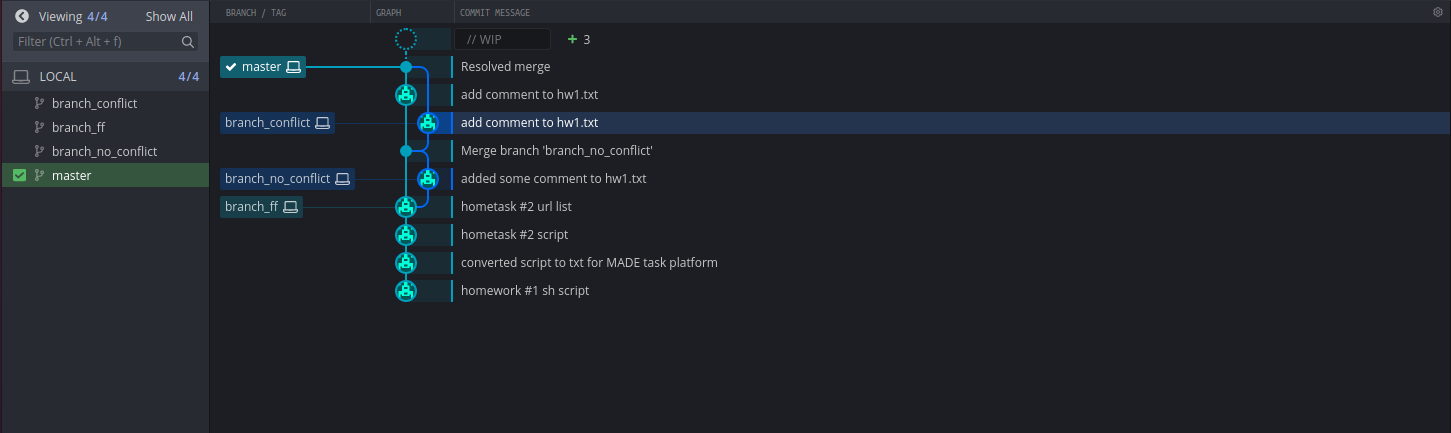 Viewing 4/4 Show All
Filter (Ctrl + Alt + f)
LOCAL 4/4
branch_conflict
branch_ff
branch_no_conflict
master
BRANCH / TAG GRAPH COMMIT MESSAGE
// WIP + 3
master Resolved merge
add comment to hw1.txt
branch_conflict add comment to hw1.txt
Merge branch 'branch_no_conflict'
branch_no_conflict added some comment to hw1.txt
branch_ff hometask #2 url list
hometask #2 script
converted script to txt for MADE task platform
homework #1 sh script